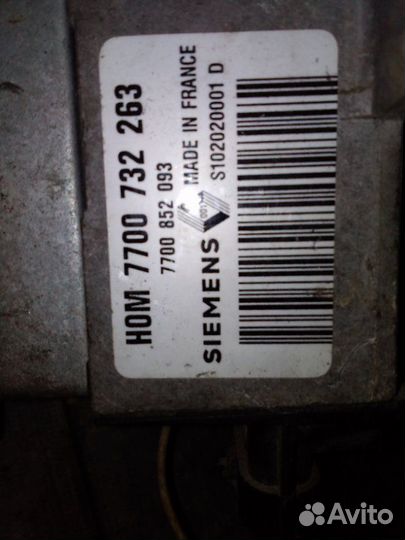 HOM 7700 732 263
7700 852 093
SIEMENS
MADE IN FRANCE
S102020001 D
Avito